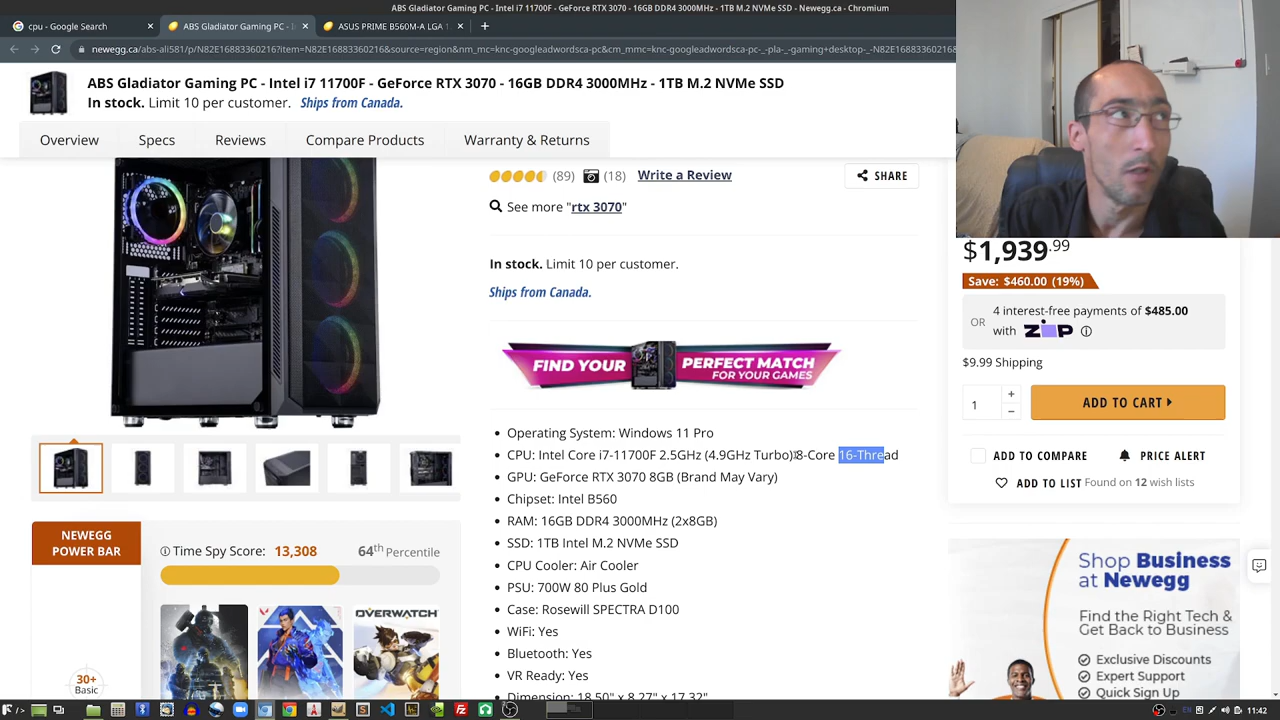 ABS Gladiator Gaming PC - Intel i7 11700F - GeForce RTX 3070 - 16GB DDR4 3000MHz - 1TB M.2 NVMe SSD - Newegg.ca - Chromium
cpu - Google Search
ABS Gladiator Gaming PC - I
ASUS PRIME B560M-A LGA 1
newegg.ca/abs-ali581/p/N82E16883360216?item=N82E16883360216&source=region&nm_mc=knc-googleadwordsca-pc&cm_mmc=knc-googleadwordsca-pc-_-pla-_-gaming+desktop-_-N82E16883360216&
ABS Gladiator Gaming PC - Intel i7 11700F - GeForce RTX 3070 - 16GB DDR4 3000MHz - 1TB M.2 NVMe SSD
In stock. Limit 10 per customer. Ships from Canada.
Overview Specs Reviews Compare Products Warranty & Returns
(89) (18) Write a Review
SHARE
See more "rtx 3070"
In stock. Limit 10 per customer.
Ships from Canada.
FIND YOUR PERFECT MATCH
FOR YOUR GAMES
• Operating System: Windows 11 Pro
• CPU: Intel Core i7-11700F 2.5GHz (4.9GHz Turbo) 8-Core 16-Thread
• GPU: GeForce RTX 3070 8GB (Brand May Vary)
• Chipset: Intel B560
• RAM: 16GB DDR4 3000MHz (2x8GB)
• SSD: 1TB Intel M.2 NVMe SSD
• CPU Cooler: Air Cooler
• PSU: 700W 80 Plus Gold
• Case: Rosewill SPECTRA D100
• WiFi: Yes
• Bluetooth: Yes
• VR Ready: Yes
• Dimension: 18.50" x 8.27" x 17.32"
NEWEGG
POWER BAR
Time Spy Score: 13,308
64th Percentile
OVERWATCH
30+
Basic
$1,939.99
Save: $460.00 (19%)
OR
4 interest-free payments of $485.00
with ZIP
$9.99 Shipping
1
+
−
ADD TO CART
ADD TO COMPARE
PRICE ALERT
ADD TO LIST Found on 12 wish lists
Shop Business
at Newegg
Find the Right Tech &
Get Back to Business
Exclusive Discounts
Expert Support
Quick Sign Up
EN
11:42